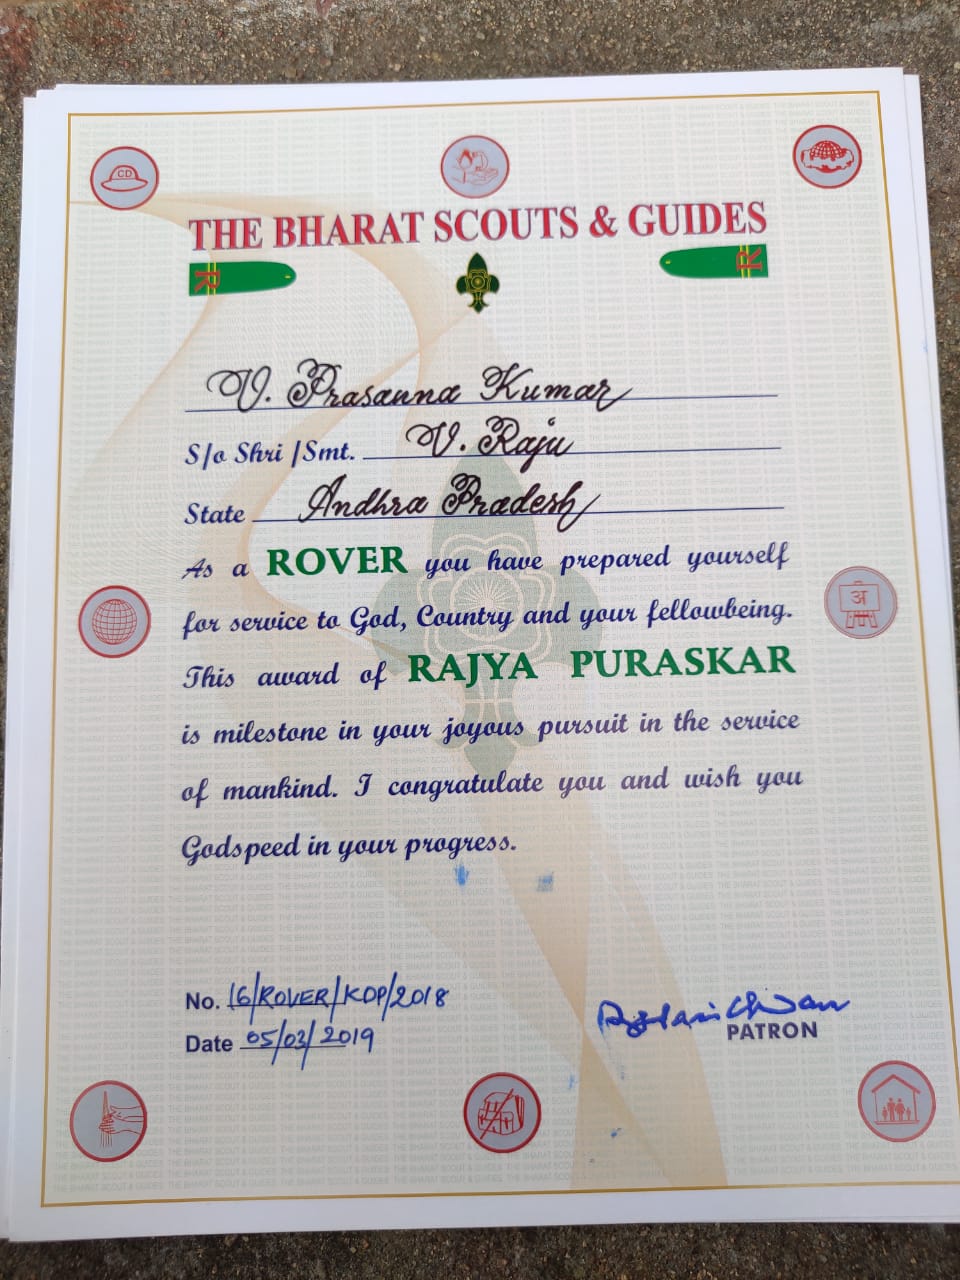 CD
THE BHARAT SCOUTS & GUIDES
R
R
V. Prasanna Kumar
S/o Shri /Smt. V. Raju
State Andhra Pradesh
As a ROVER you have prepared yourself
for service to God, Country and your fellowbeing.
अ
This award of RAJYA PURASKAR
is milestone in your joyous pursuit in the service
of mankind. I congratulate you and wish you
Godspeed in your progress.
No. 16/ROVER/KDP/2018
PATRON
Date 05/03/2019